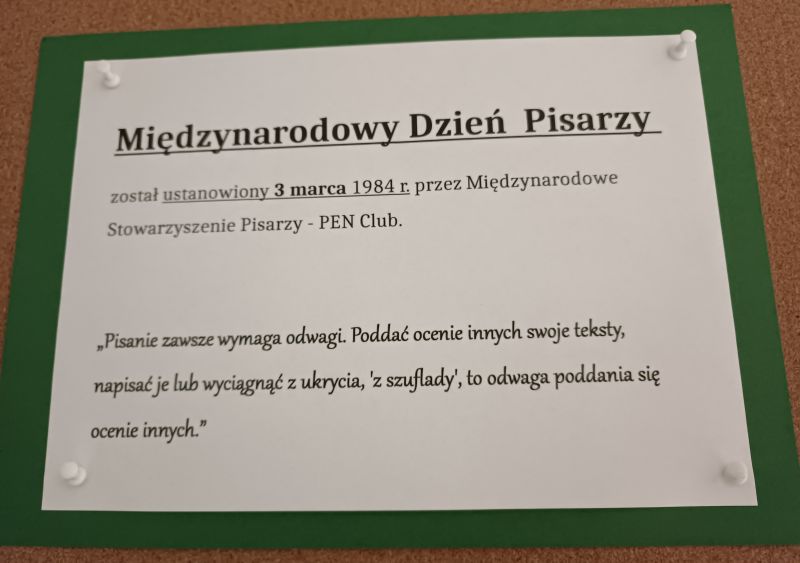 Międzynarodowy Dzień Pisarzy
został ustanowiony 3 marca 1984 r. przez Międzynarodowe
Stowarzyszenie Pisarzy - PEN Club.
„Pisanie zawsze wymaga odwagi. Poddać ocenie innych swoje teksty,
napisać je lub wyciągnąć z ukrycia, 'z szuflady', to odwaga poddania się
ocenie innych.”